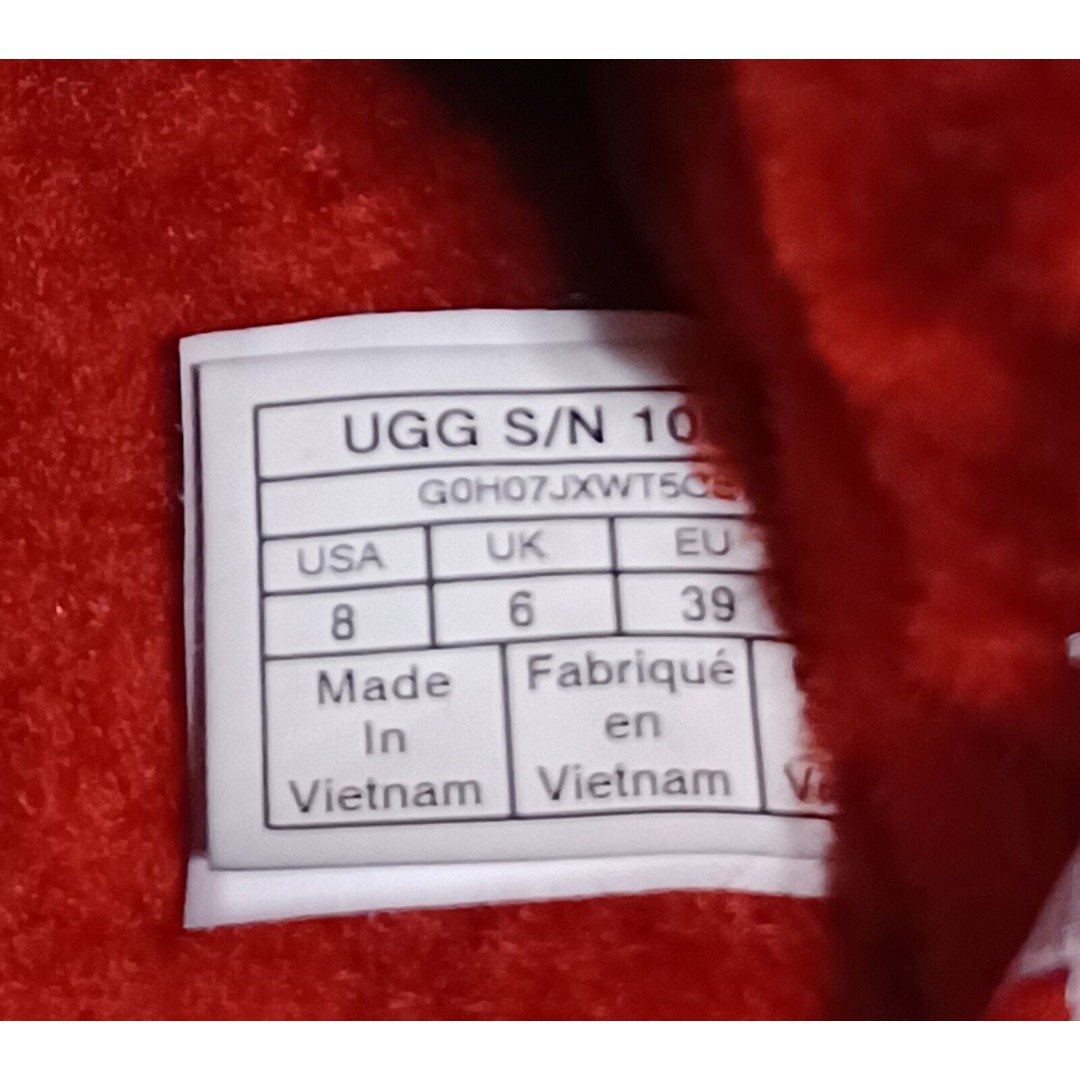 UGG S/N 10
G0H07JXWT5C
USA UK EU
8 6 39
Made Fabriqué
In en
Vietnam Vietnam